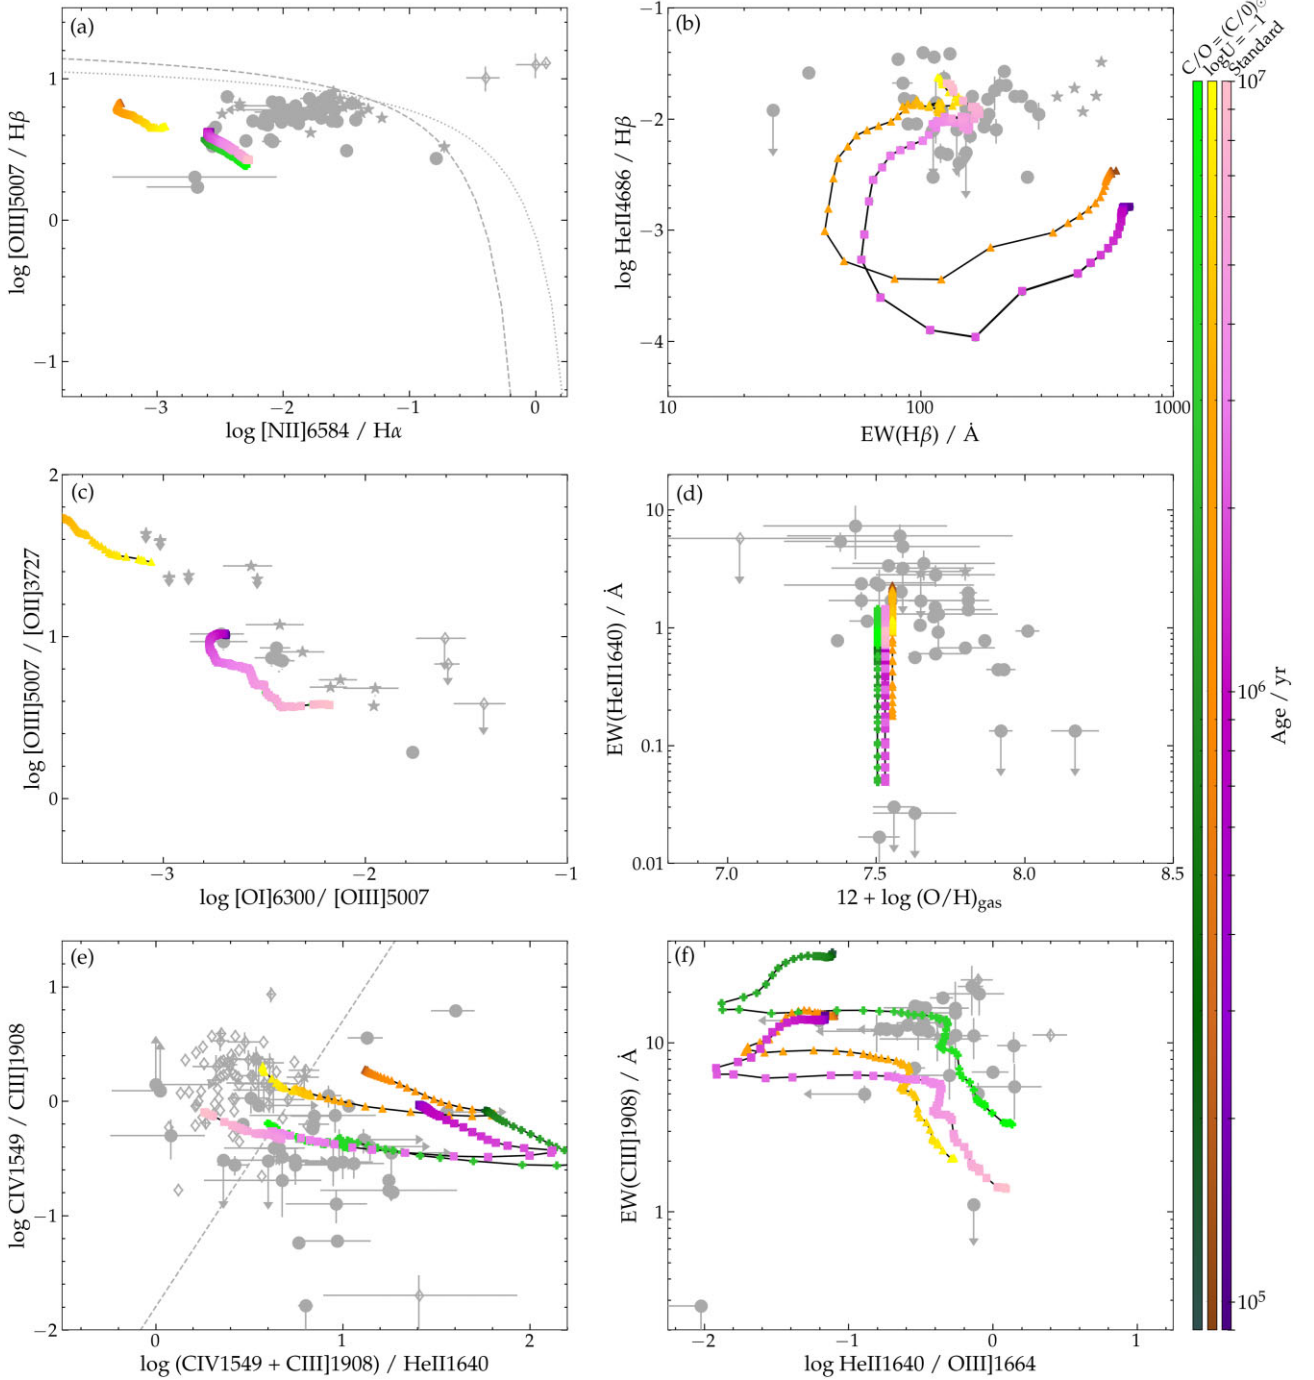 (a)
1
0
−1
−3
−2
−1
0
log [OIII]5007 / Hβ
log [NII]6584 / Hα
(b)
−1
−2
−3
−4
10
100
1000
log HeII4686 / Hβ
EW(Hβ) / Å
C/O = (C/0)⊙
logU = −1
Standard
10⁷
10⁶
10⁵
Age / yr
(c)
2
1
0
−3
−2
−1
log [OIII]5007 / [OII]3727
log [OI]6300/ [OIII]5007
(d)
10
1
0.1
0.01
7.0
7.5
8.0
8.5
EW(HeII1640) / Å
12 + log (O/H)gas
(e)
1
0
−1
−2
0
1
2
log CIV1549 / CIII]1908
log (CIV1549 + CIII]1908) / HeII1640
(f)
10
1
−2
−1
0
1
EW(CIII]1908) / Å
log HeII1640 / OIII]1664